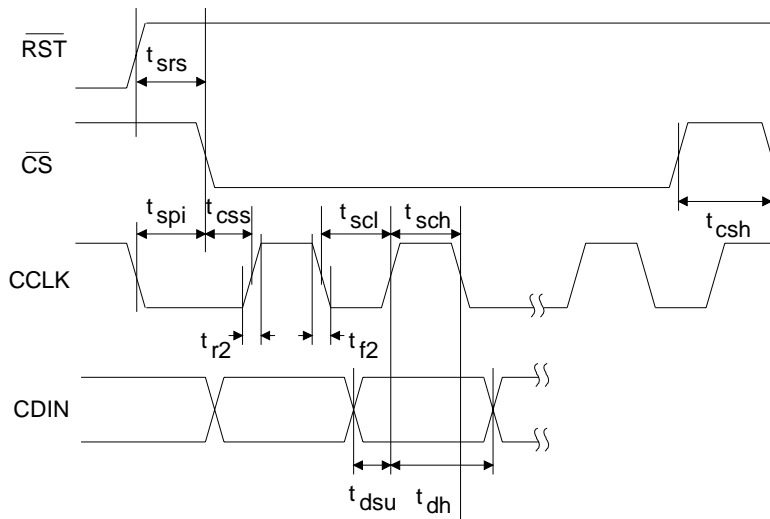 RST
t srs
CS
t spi
t css
t scl
t sch
t csh
CCLK
t r2
t f2
CDIN
t dsu
t dh